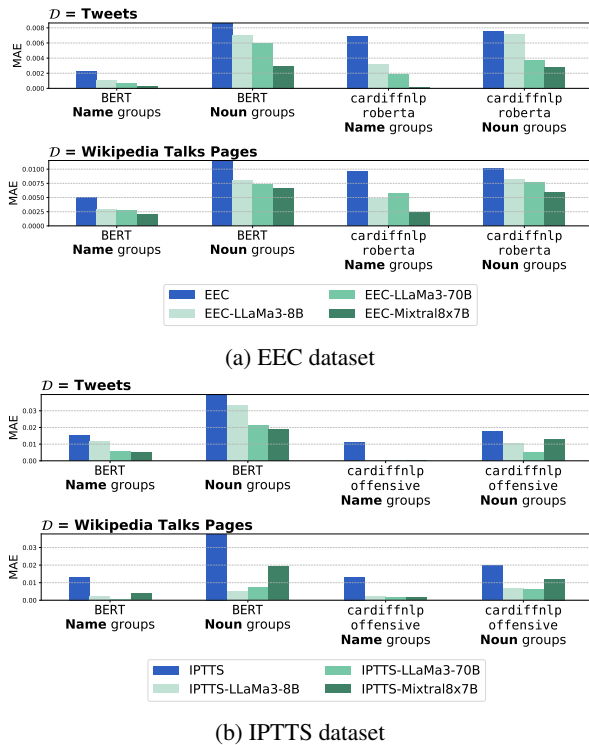 𝒟 = Tweets
MAE
0.008
0.006
0.004
0.002
0.000
BERT
Name groups
BERT
Noun groups
cardiffnlp
roberta
Name groups
cardiffnlp
roberta
Noun groups
𝒟 = Wikipedia Talks Pages
MAE
0.0100
0.0075
0.0050
0.0025
0.0000
BERT
Name groups
BERT
Noun groups
cardiffnlp
roberta
Name groups
cardiffnlp
roberta
Noun groups
EEC
EEC-LLaMa3-8B
EEC-LLaMa3-70B
EEC-Mixtral8x7B
(a) EEC dataset
𝒟 = Tweets
MAE
0.03
0.02
0.01
0.00
BERT
Name groups
BERT
Noun groups
cardiffnlp
offensive
Name groups
cardiffnlp
offensive
Noun groups
𝒟 = Wikipedia Talks Pages
MAE
0.03
0.02
0.01
0.00
BERT
Name groups
BERT
Noun groups
cardiffnlp
offensive
Name groups
cardiffnlp
offensive
Noun groups
IPTTS
IPTTS-LLaMa3-8B
IPTTS-LLaMa3-70B
IPTTS-Mixtral8x7B
(b) IPTTS dataset